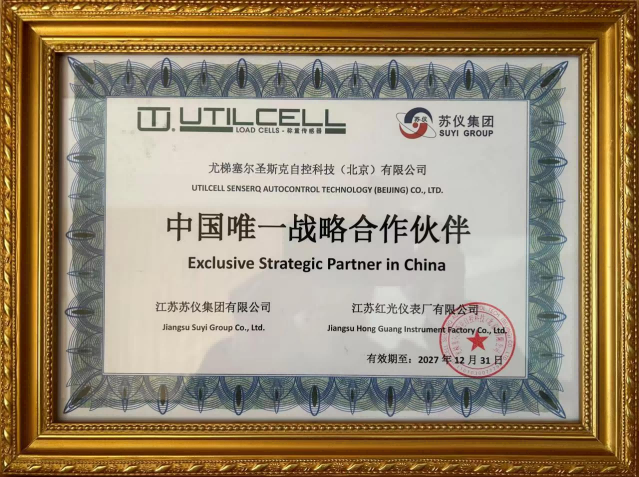 UTILCELL
LOAD CELLS - 称重传感器
苏仪
苏仪集团
SUYI GROUP
尤梯塞尔圣斯克自控科技（北京）有限公司
UTILCELL SENSERQ AUTOCONTROL TECHNOLOGY (BEIJING) CO., LTD.
中国唯一战略合作伙伴
Exclusive Strategic Partner in China
江苏苏仪集团有限公司
Jiangsu Suyi Group Co., Ltd.
江苏红光仪表厂有限公司
Jiangsu Hong Guang Instrument Factory Co., Ltd.
有效期至：2027 年 12 月 31 日